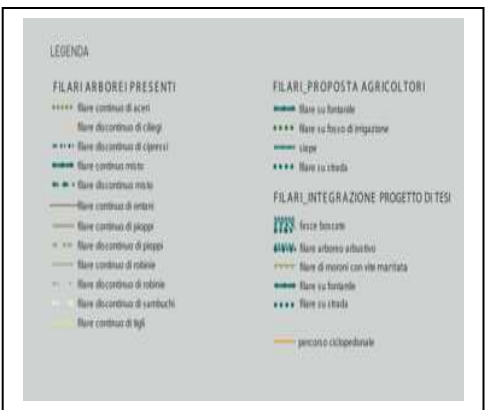 LEGENDA
FILARI ARBOREI PRESENTI
filare continuo di aceri
filare discontinuo di ciliegi
filare discontinuo di cipressi
filare continuo misto
filare discontinuo misto
filare continuo di ontani
filare continuo di pioppi
filare discontinuo di pioppi
filare continuo di robinie
filare discontinuo di robinie
filare discontinuo di sambuchi
filare continuo di tigli
FILARI_PROPOSTA AGRICOLTORI
filare su fontanile
filare su fosso di irrigazione
siepe
filare su strada
FILARI_INTEGRAZIONE PROGETTO DI TESI
fasce boscate
filare arboreo arbustivo
filare di moroni con vite maritata
filare su fontanile
filare su strada
percorso ciclopedonale